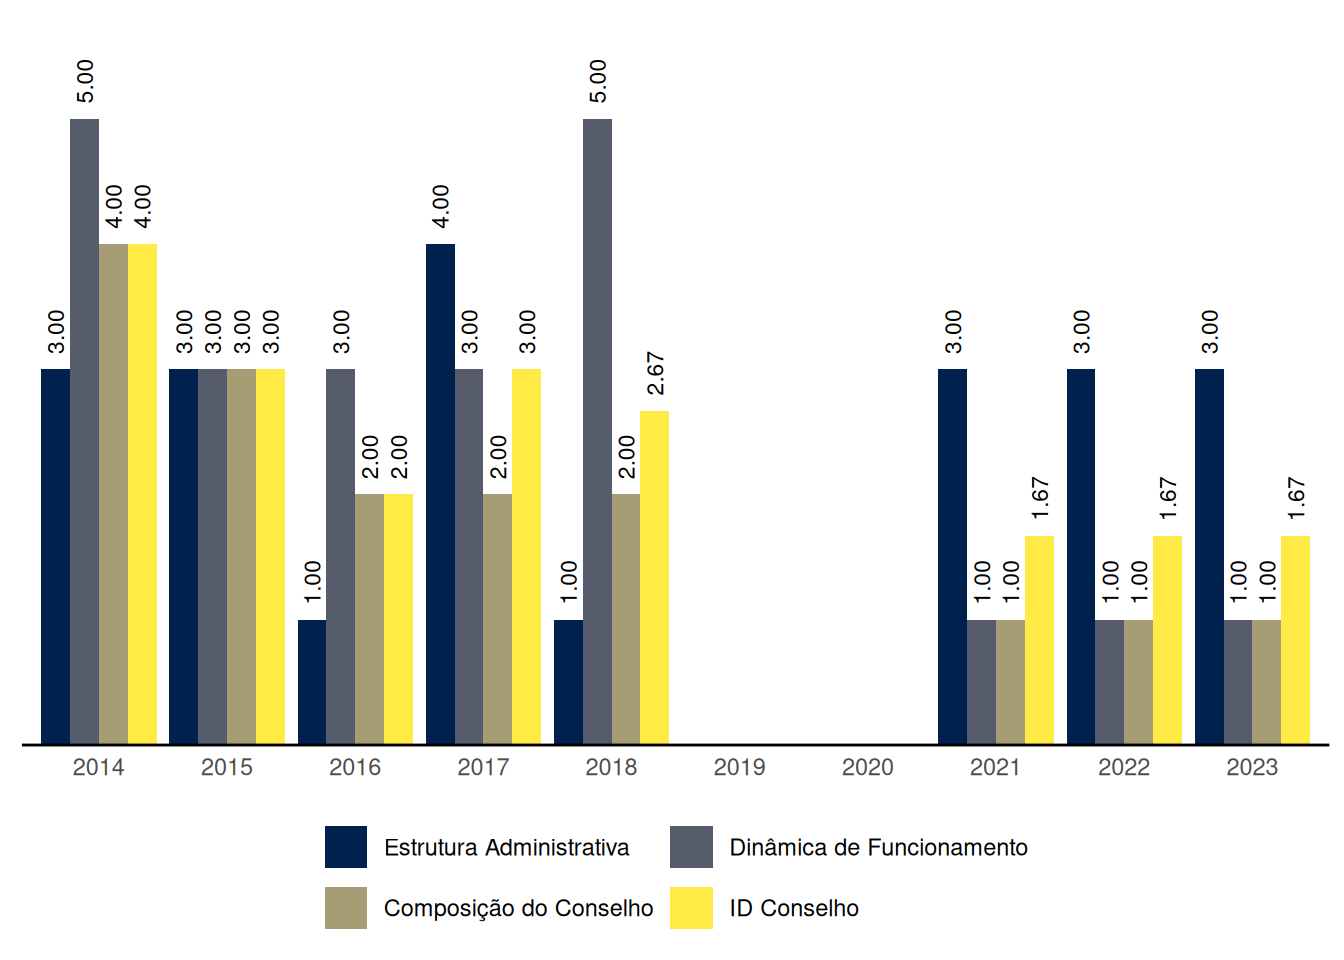 3.00 5.00 4.00 4.00 3.00 3.00 3.00 3.00 1.00 3.00 2.00 2.00 4.00 3.00 2.00 3.00 1.00 5.00 2.00 2.67 3.00 1.00 1.00 1.67 3.00 1.00 1.00 1.67 3.00 1.00 1.00 1.67
2014 2015 2016 2017 2018 2019 2020 2021 2022 2023
Estrutura Administrativa Dinâmica de Funcionamento
Composição do Conselho ID Conselho